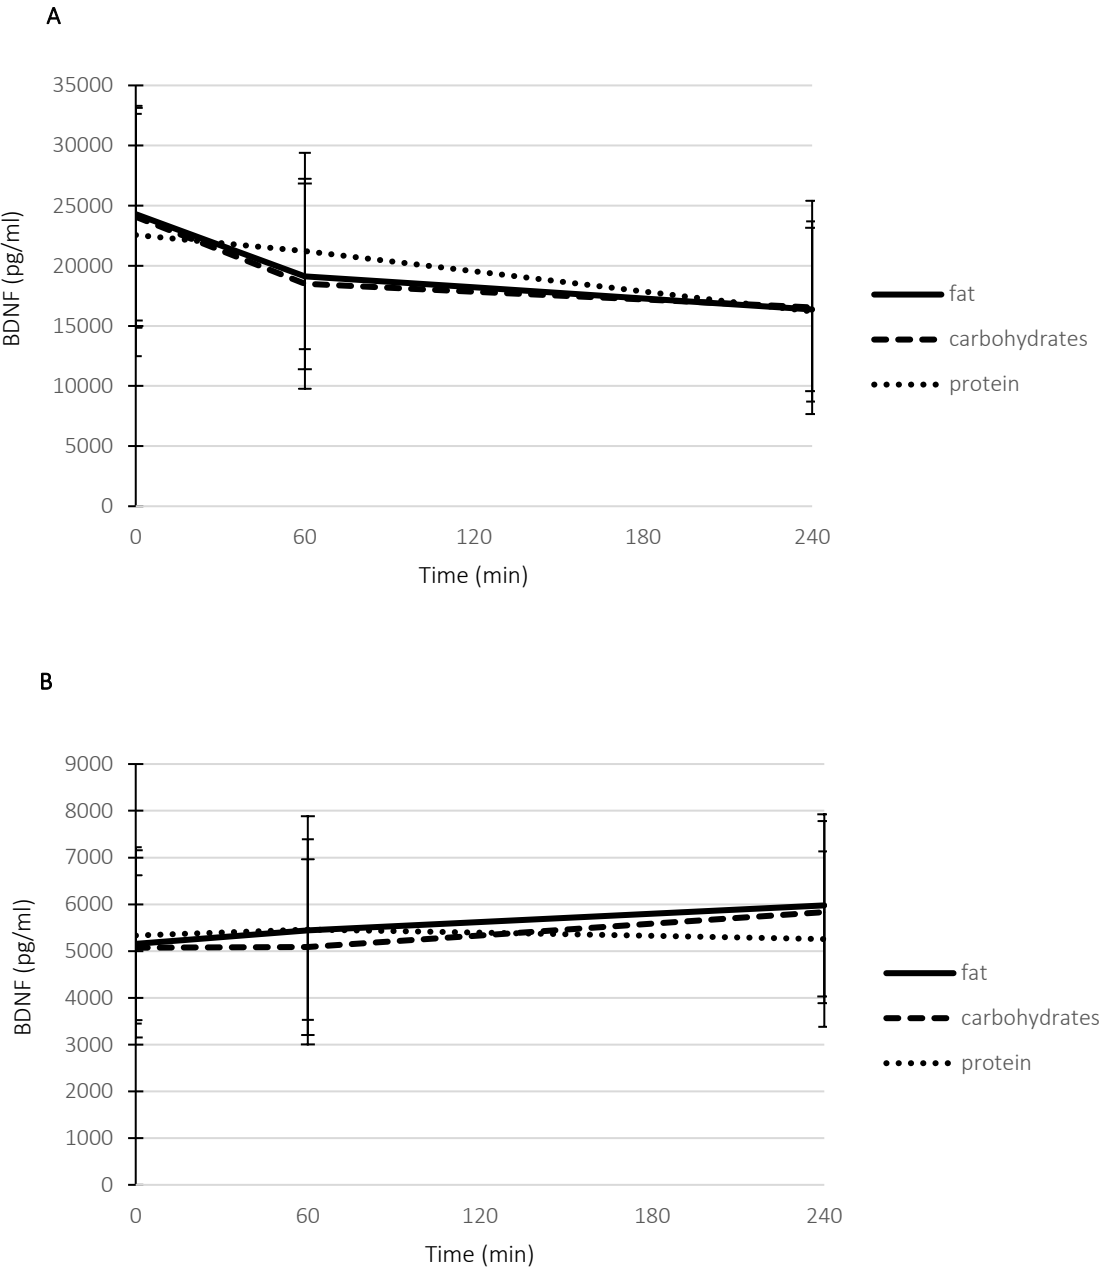 A
35000
30000
25000
20000
15000
10000
5000
0
BDNF (pg/ml)
0 60 120 180 240
Time (min)
fat
carbohydrates
protein
B
9000
8000
7000
6000
5000
4000
3000
2000
1000
0
BDNF (pg/ml)
0 60 120 180 240
Time (min)
fat
carbohydrates
protein